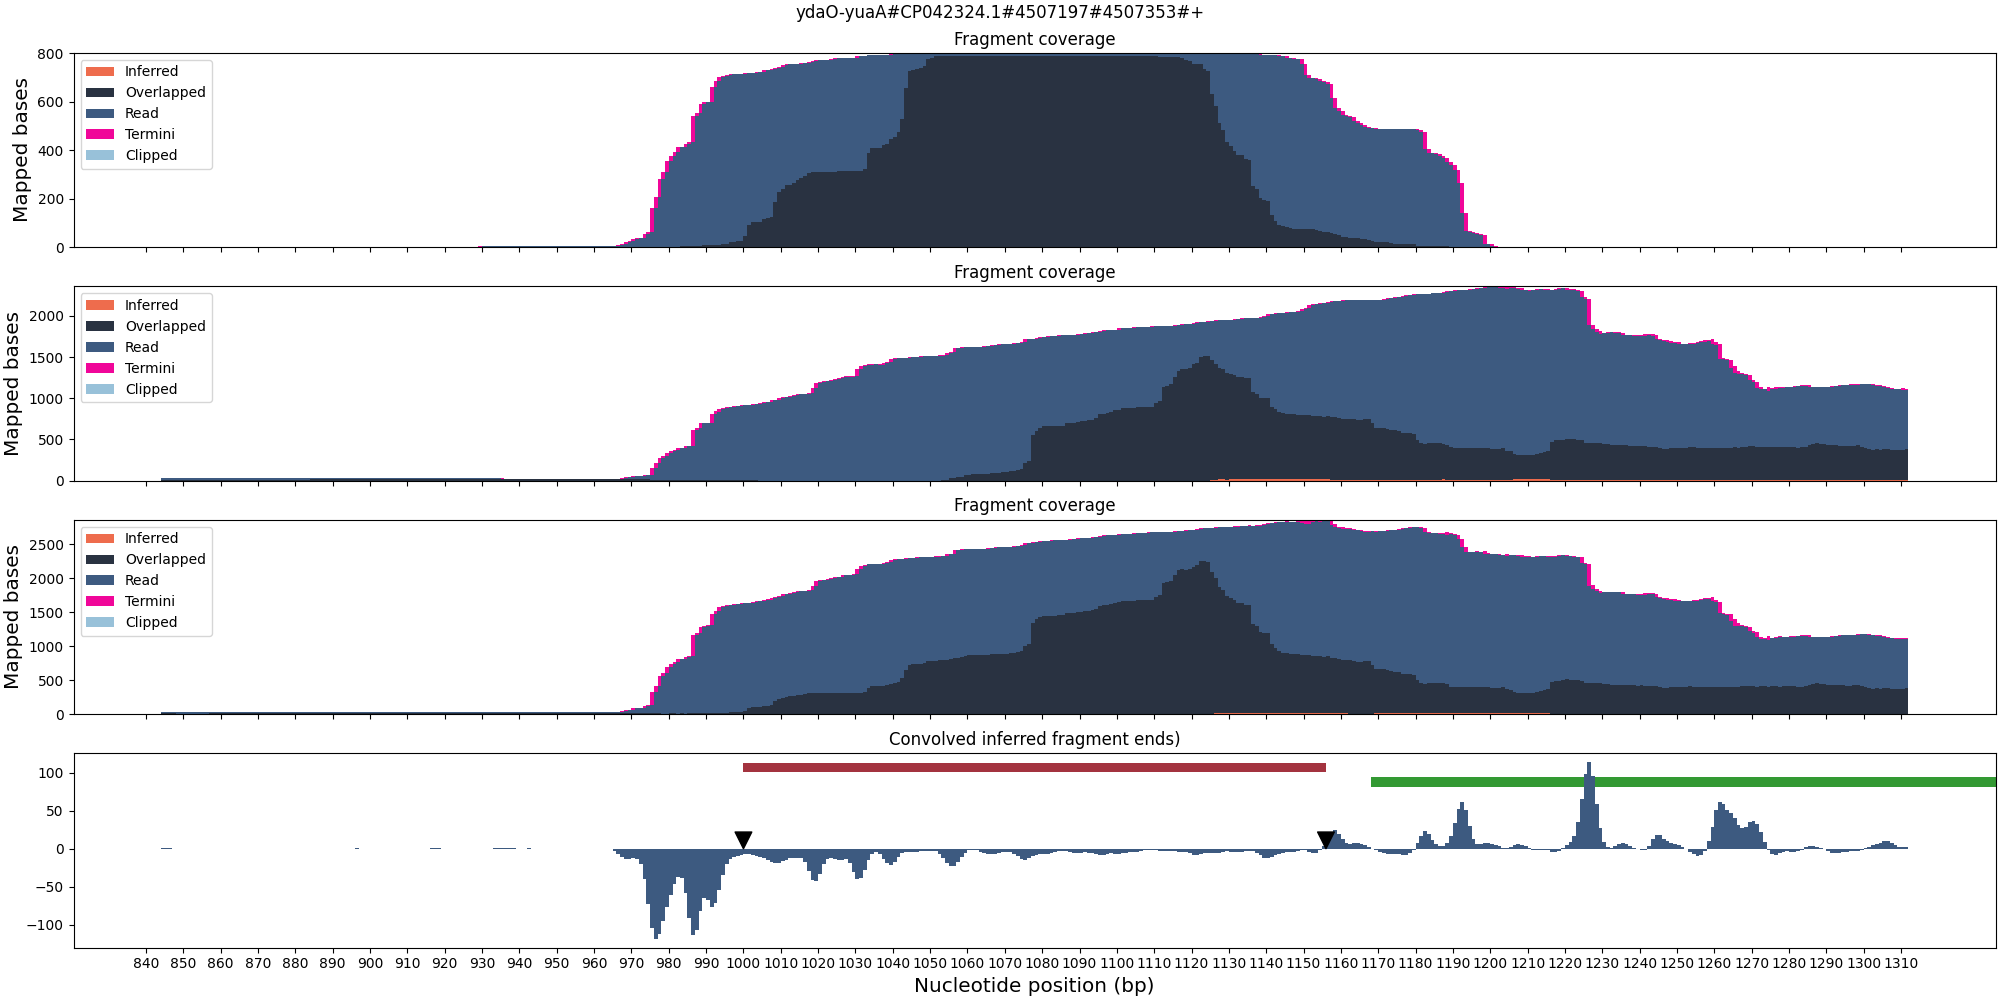 ydaO-yuaA#CP042324.1#4507197#4507353#+
Fragment coverage
Mapped bases
800
600
400
200
0
Inferred
Overlapped
Read
Termini
Clipped
Fragment coverage
Mapped bases
2000
1500
1000
500
0
Inferred
Overlapped
Read
Termini
Clipped
Fragment coverage
Mapped bases
2500
2000
1500
1000
500
0
Inferred
Overlapped
Read
Termini
Clipped
Convolved inferred fragment ends)
100
50
0
−50
−100
840 850 860 870 880 890 900 910 920 930 940 950 960 970 980 990 1000 1010 1020 1030 1040 1050 1060 1070 1080 1090 1100 1110 1120 1130 1140 1150 1160 1170 1180 1190 1200 1210 1220 1230 1240 1250 1260 1270 1280 1290 1300 1310
Nucleotide position (bp)